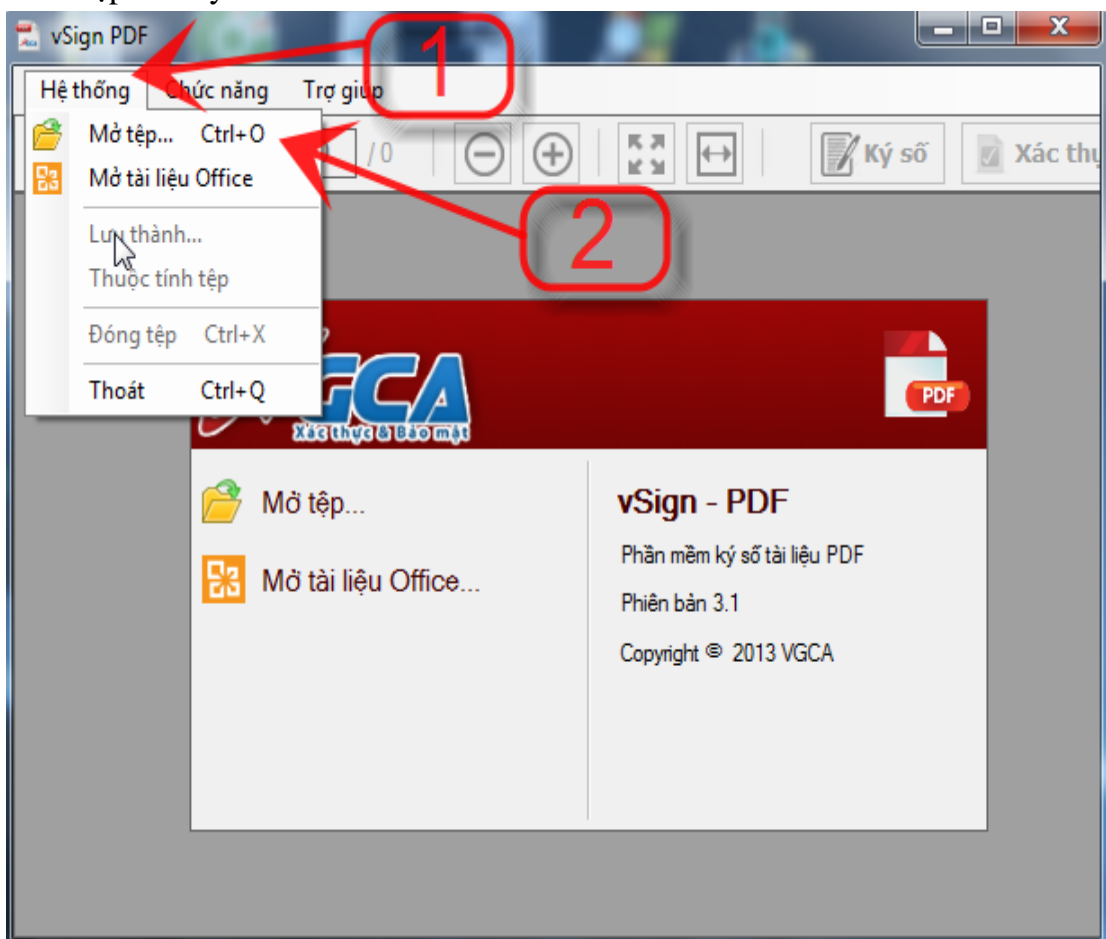 vSign PDF
1
Hệ thống Chức năng Trợ giúp
Mở tệp... Ctrl+O
/ 0
Ký số
Xác thự
Mở tài liệu Office
2
Lưu thành...
Thuộc tính tệp
Đóng tệp Ctrl+X
Thoát Ctrl+Q
VGCA
Xác thực & Bảo mật
PDF
Mở tệp...
Mở tài liệu Office...
vSign - PDF
Phần mềm ký số tài liệu PDF
Phiên bản 3.1
Copyright © 2013 VGCA